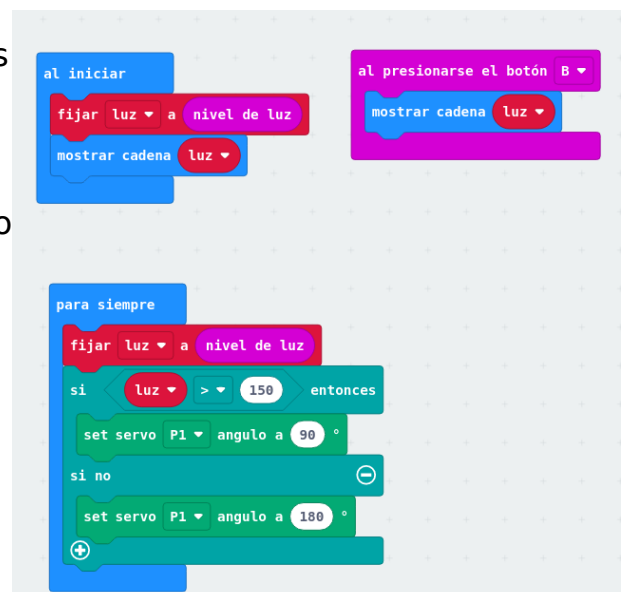 s
o
al iniciar
fijar luz a nivel de luz
mostrar cadena luz
al presionarse el botón B
mostrar cadena luz
para siempre
fijar luz a nivel de luz
si luz > 150 entonces
set servo P1 angulo a 90 °
si no
set servo P1 angulo a 180 °